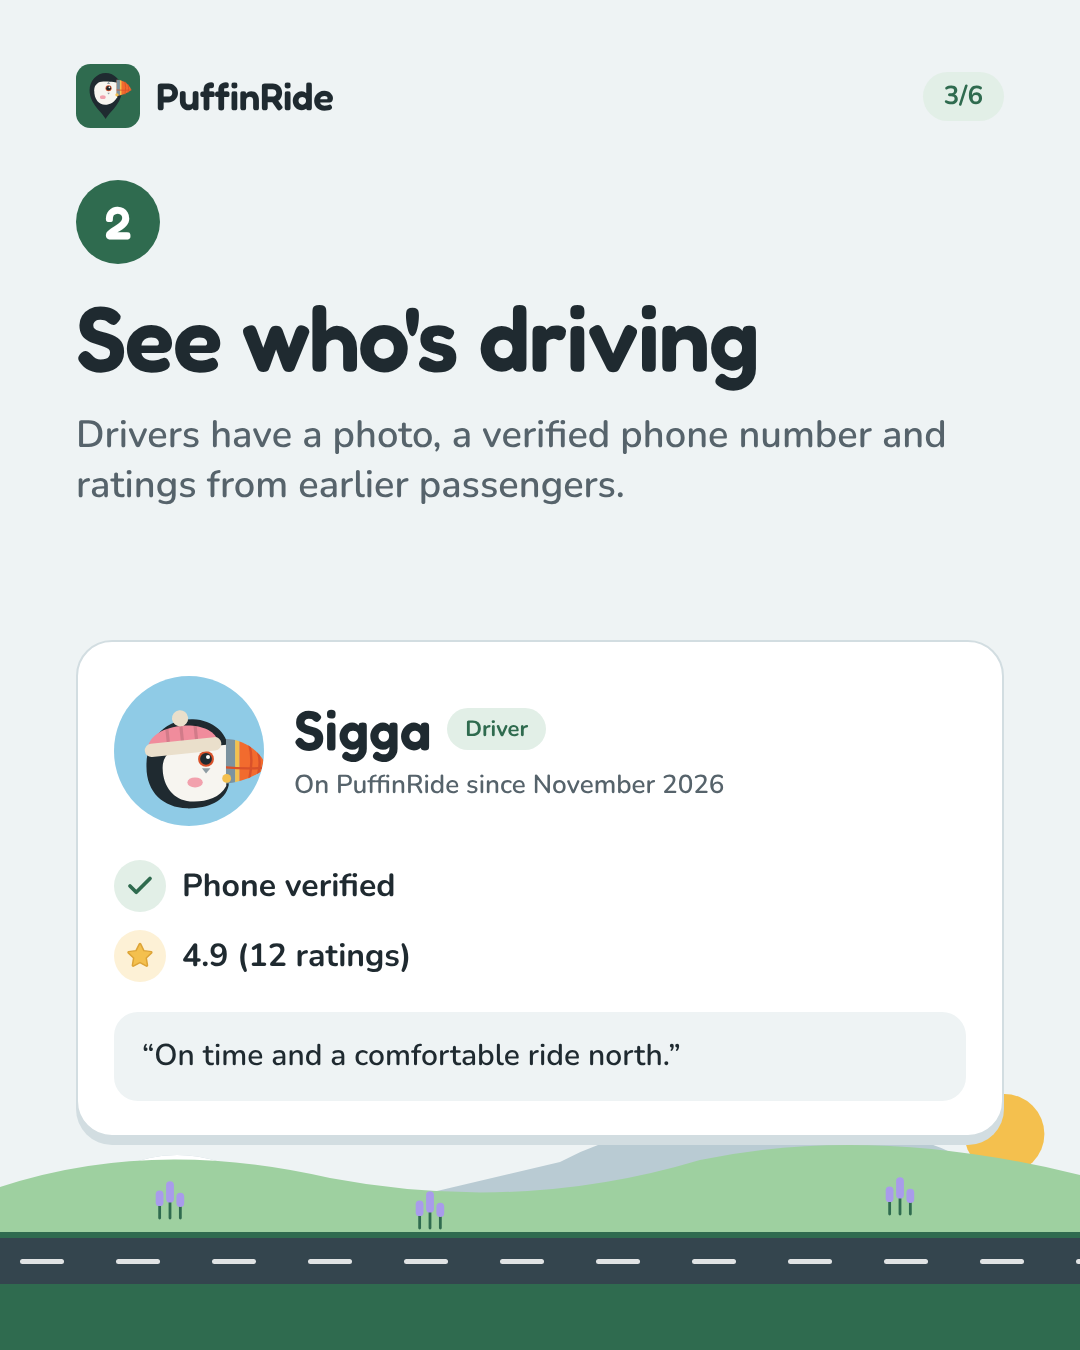 PuffinRide
3/6
2
See who's driving
Drivers have a photo, a verified phone number and
ratings from earlier passengers.
Sigga
Driver
On PuffinRide since November 2026
Phone verified
4.9 (12 ratings)
“On time and a comfortable ride north.”